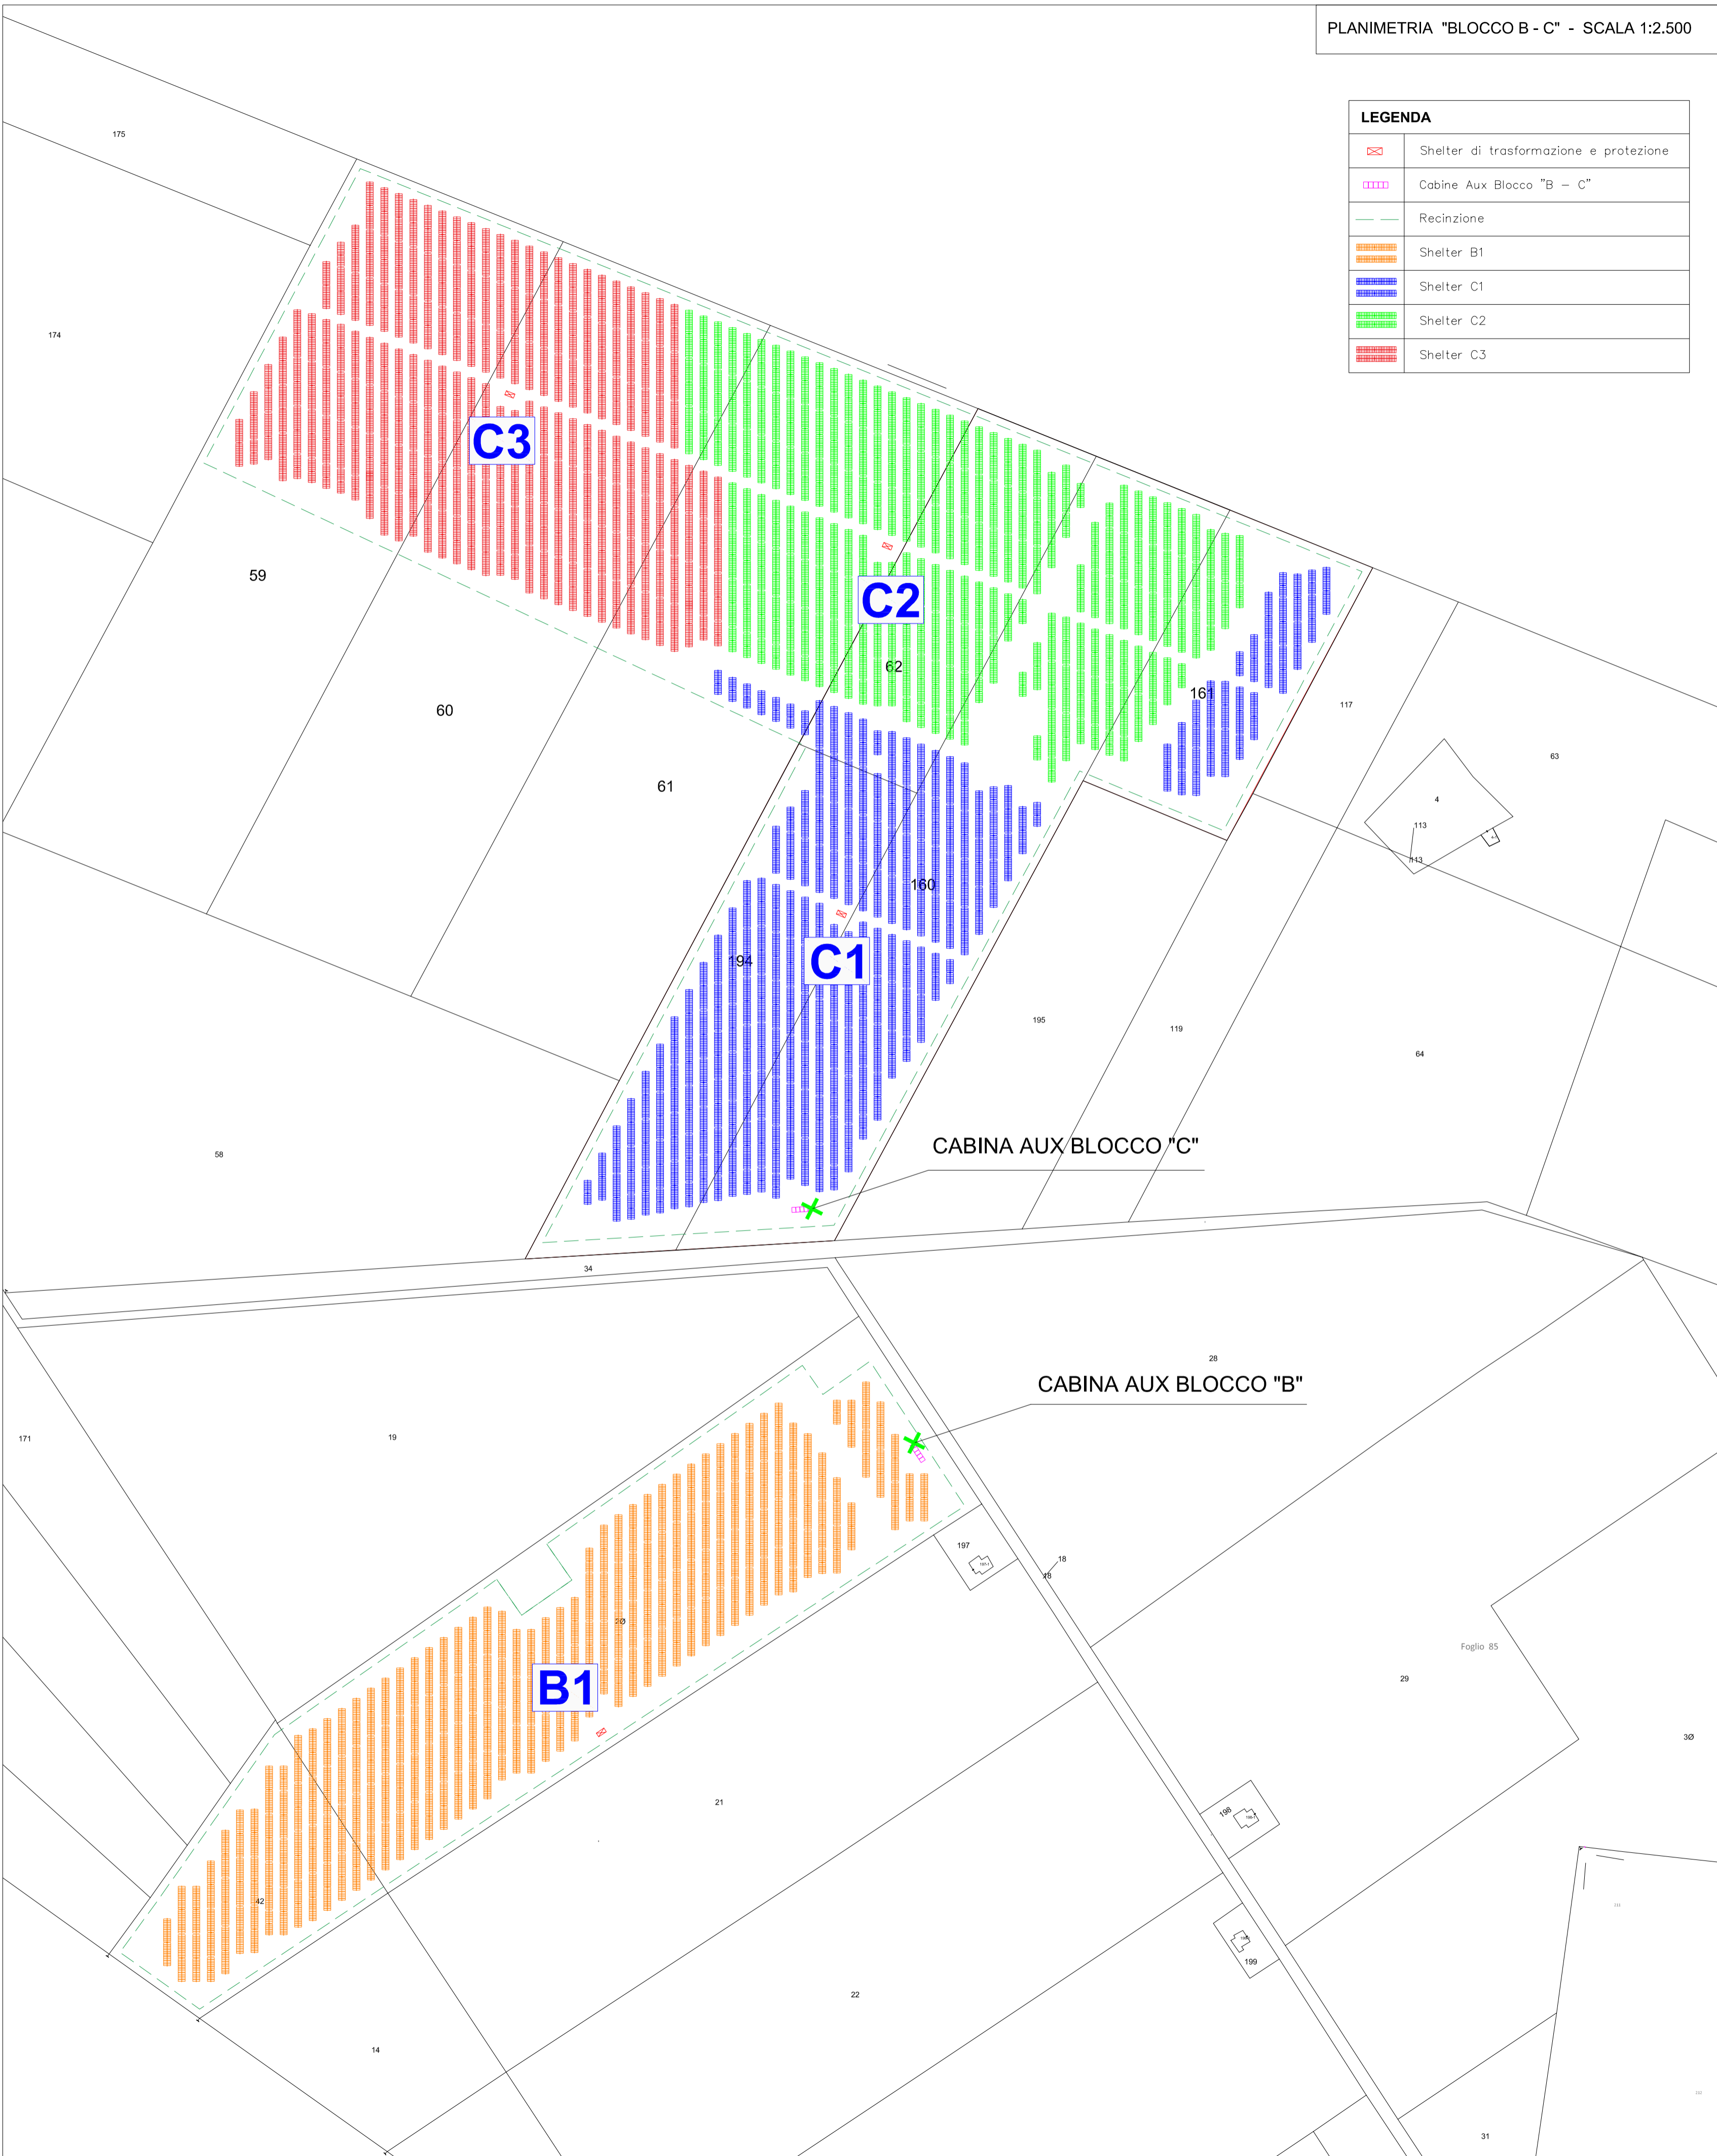 PLANIMETRIA "BLOCCO B - C" - SCALA 1:2.500
LEGENDA
Shelter di trasformazione e protezione
Cabine Aux Blocco "B - C"
Recinzione
Shelter B1
Shelter C1
Shelter C2
Shelter C3
175
174
C3
59
C2
62
161
60
117
63
61
4
113
113
160
C1
194
195
119
64
CABINA AUX BLOCCO "C"
58
34
28
CABINA AUX BLOCCO "B"
171
19
197
18
18
2Ø
Foglio 85
B1
29
3Ø
21
198
42
199
22
14
31